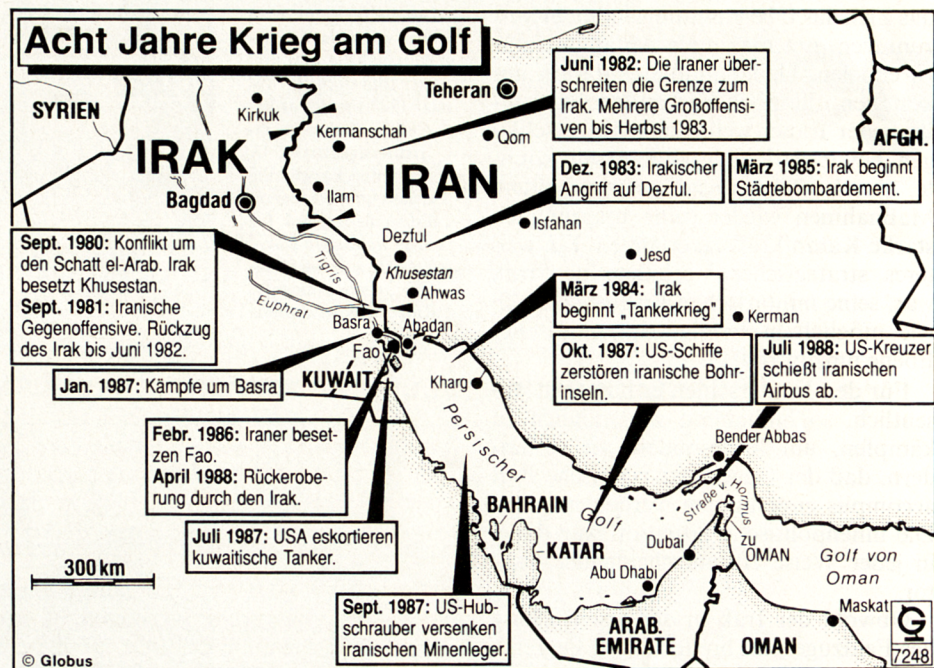 Acht Jahre Krieg am Golf
SYRIEN
Kirkuk
Teheran
Juni 1982: Die Iraner über-
schreiten die Grenze zum
Irak. Mehrere Großoffensi-
ven bis Herbst 1983.
Kermanschah
Qom
AFGH.
IRAK
IRAN
Dez. 1983: Irakischer
Angriff auf Dezful.
März 1985: Irak beginnt
Städtebombardement.
Ilam
Bagdad
Isfahan
Sept. 1980: Konflikt um
den Schatt el-Arab. Irak
besetzt Khusestan.
Sept. 1981: Iranische
Gegenoffensive. Rückzug
des Irak bis Juni 1982.
Tigris
Euphrat
Dezful
Khusestan
Ahwas
Jesd
März 1984: Irak
beginnt „Tankerkrieg".
Kerman
Basra
Abadan
Fao
KUWAIT
Kharg
Okt. 1987: US-Schiffe
zerstören iranische Bohr-
inseln.
Juli 1988: US-Kreuzer
schießt iranischen
Airbus ab.
Jan. 1987: Kämpfe um Basra
Febr. 1986: Iraner beset-
zen Fao.
April 1988: Rückerobe-
rung durch den Irak.
Persischer
Golf
Bender Abbas
Straße v. Hormus
Juli 1987: USA eskortieren
kuwaitische Tanker.
BAHRAIN
KATAR
Dubai
zu
OMAN
Golf von
Oman
Abu Dhabi
300 km
Sept. 1987: US-Hub-
schrauber versenken
iranischen Minenleger.
ARAB.
EMIRATE
OMAN
Maskat
© Globus
G
7248